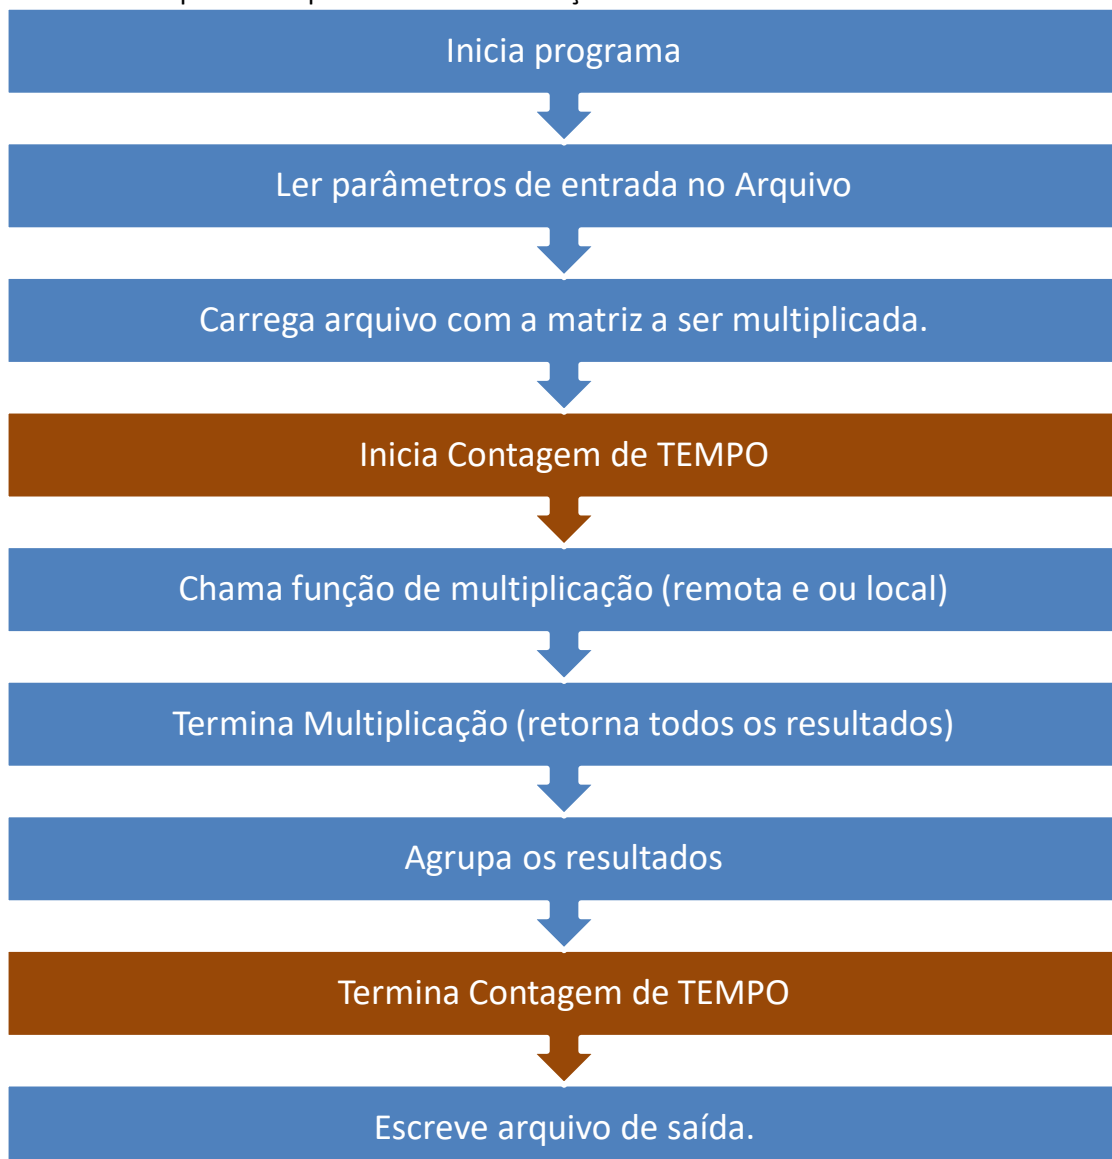 Inicia programa
Ler parâmetros de entrada no Arquivo
Carrega arquivo com a matriz a ser multiplicada.
Inicia Contagem de TEMPO
Chama função de multiplicação (remota e ou local)
Termina Multiplicação (retorna todos os resultados)
Agrupa os resultados
Termina Contagem de TEMPO
Escreve arquivo de saída.